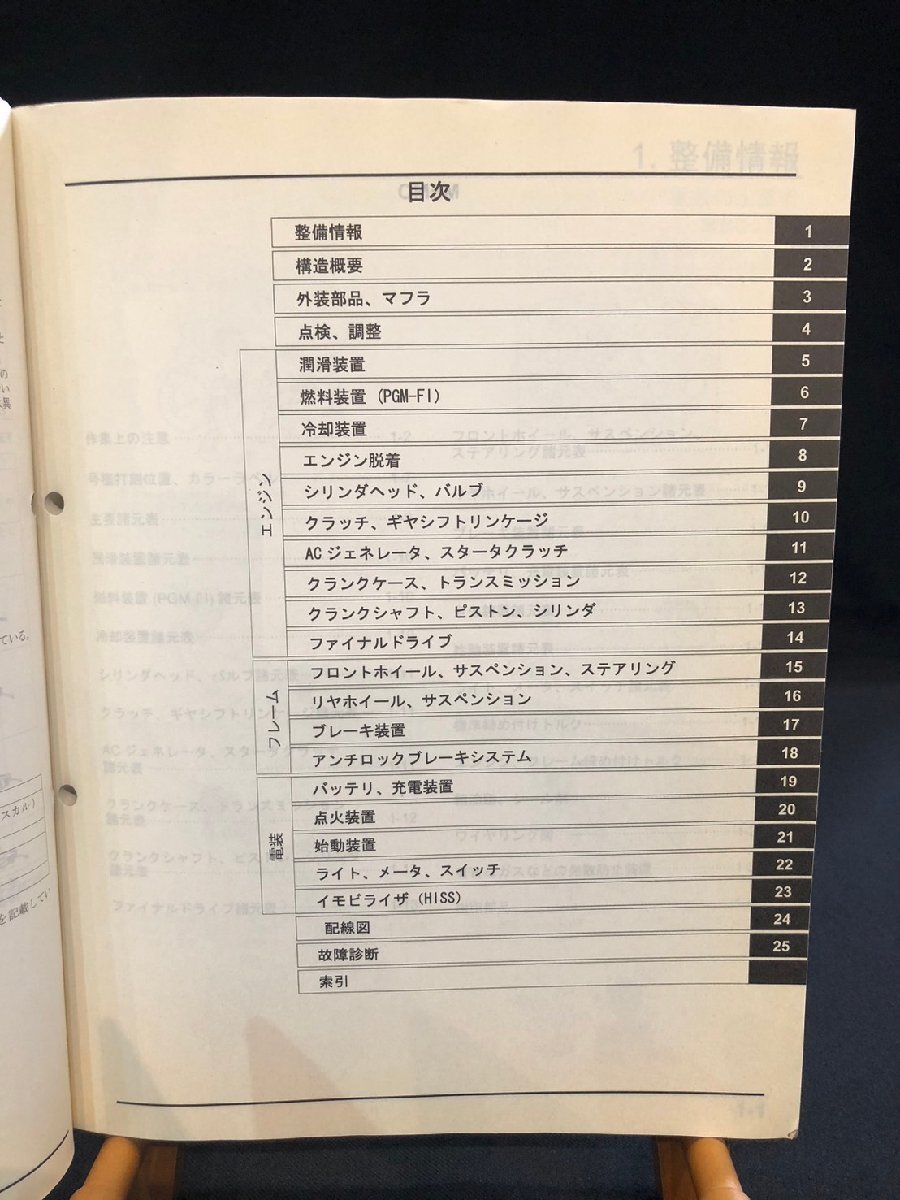 1. 整備情報
目次
整備情報 1
構造概要 2
外装部品、マフラ 3
点検、調整 4
エンジン
潤滑装置 5
燃料装置 (PGM-FI) 6
冷却装置 7
エンジン脱着 8
シリンダヘッド、バルブ 9
クラッチ、ギヤシフトリンケージ 10
ACジェネレータ、スタータクラッチ 11
クランクケース、トランスミッション 12
クランクシャフト、ピストン、シリンダ 13
ファイナルドライブ 14
フレーム
フロントホイール、サスペンション、ステアリング 15
リヤホイール、サスペンション 16
ブレーキ装置 17
アンチロックブレーキシステム 18
電装
バッテリ、充電装置 19
点火装置 20
始動装置 21
ライト、メータ、スイッチ 22
イモビライザ (HISS) 23
配線図 24
故障診断 25
索引
1-1